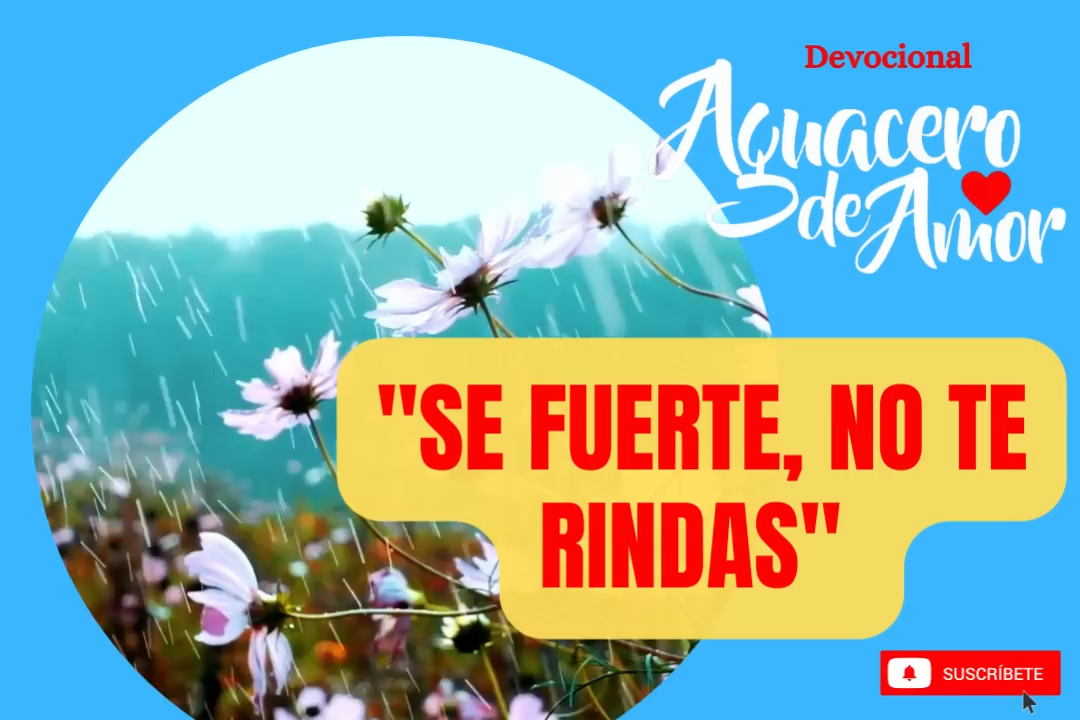 Devocional
Aguacero
de Amor
"SE FUERTE, NO TE
RINDAS"
SUSCRÍBETE